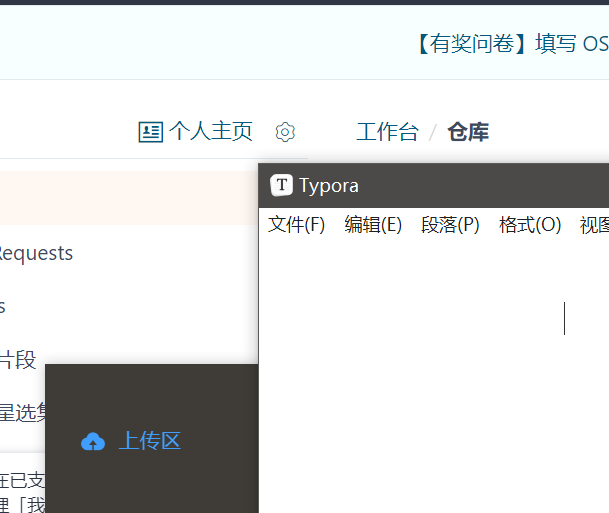 【有奖问卷】填写 OS
个人主页 工作台 / 仓库
Typora
文件(F) 编辑(E) 段落(P) 格式(O) 视图
Requests
s
片段
星选集
上传区
在已支
理「我